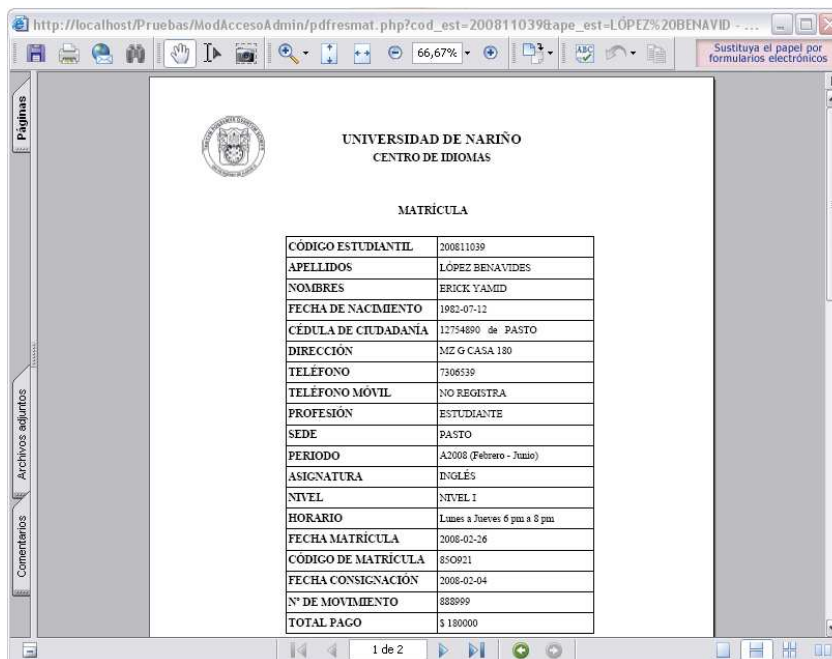 http://localhost/Pruebas/ModAccesoAdmin/pdfresmat.php?cod_est=200811039&ape_est=LÓPEZ%20BENAVID - ...
66,67%
Sustituya el papel por
formularios electrónicos
Páginas
Archivos adjuntos
Comentarios
UNIVERSIDAD DE NARIÑO
CENTRO DE IDIOMAS
MATRÍCULA
CÓDIGO ESTUDIANTIL 200811039
APELLIDOS LÓPEZ BENAVIDES
NOMBRES ERICK YAMID
FECHA DE NACIMIENTO 1982-07-12
CÉDULA DE CIUDADANÍA 12754890 de PASTO
DIRECCIÓN MZ G CASA 180
TELÉFONO 7306539
TELÉFONO MÓVIL NO REGISTRA
PROFESIÓN ESTUDIANTE
SEDE PASTO
PERIODO A2008 (Febrero - Junio)
ASIGNATURA INGLÉS
NIVEL NIVEL I
HORARIO Lunes a Jueves 6 pm a 8 pm
FECHA MATRÍCULA 2008-02-26
CÓDIGO DE MATRÍCULA 85O921
FECHA CONSIGNACIÓN 2008-02-04
Nº DE MOVIMIENTO 888999
TOTAL PAGO $ 180000
1 de 2